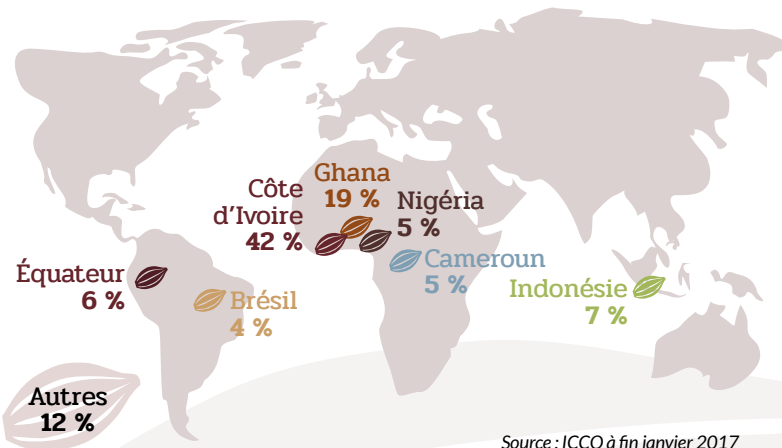 Ghana
19 %
Côte
d'Ivoire
42 %
Nigéria
5 %
Cameroun
5 %
Équateur
6 %
Brésil
4 %
Indonésie
7 %
Autres
12 %
Source : ICCO à fin janvier 2017